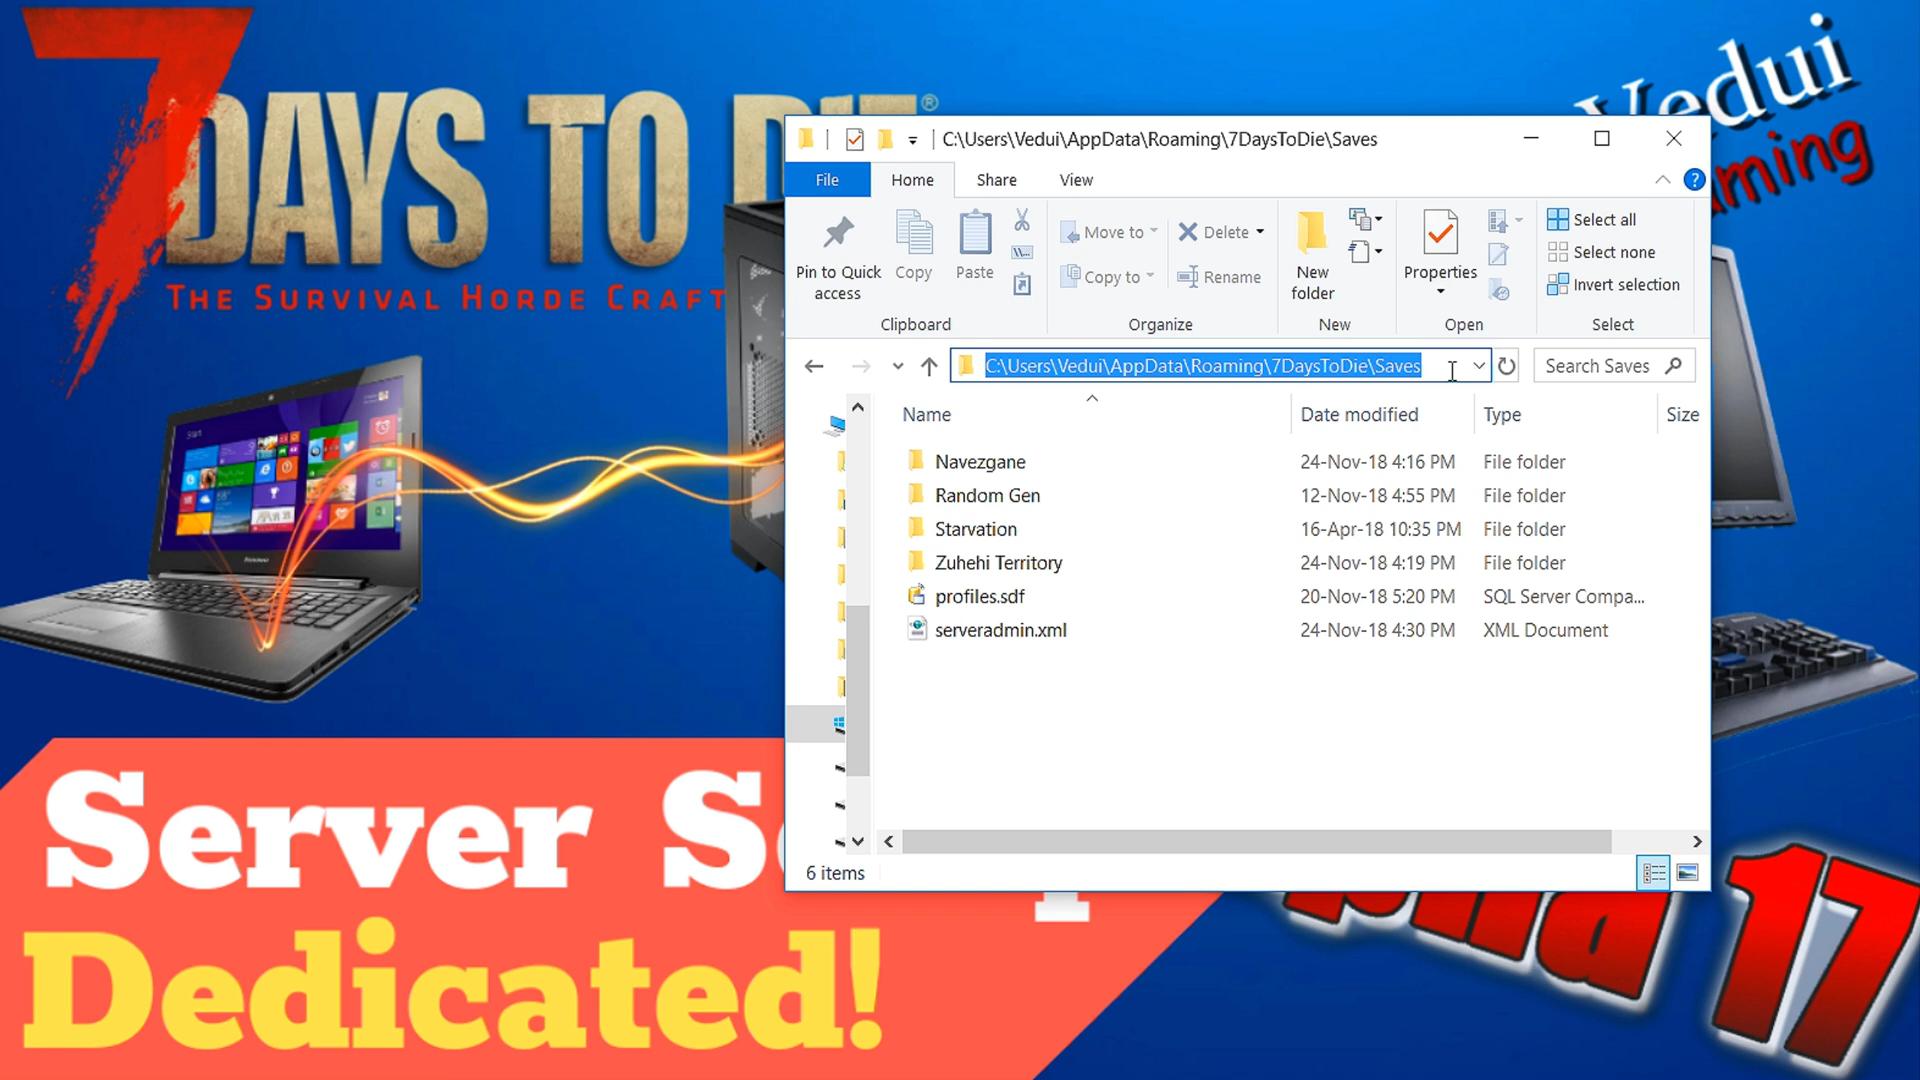 7 DAYS TO DIE®
THE SURVIVAL HORDE CRAFT
Vedui
aming
C:\Users\Vedui\AppData\Roaming\7DaysToDie\Saves
File Home Share View
Pin to Quick access
Copy
Paste
Move to
Copy to
Delete
Rename
New folder
Properties
Select all
Select none
Invert selection
Clipboard Organize New Open Select
C:\Users\Vedui\AppData\Roaming\7DaysToDie\Saves
Search Saves
Name Date modified Type Size
Navezgane 24-Nov-18 4:16 PM File folder
Random Gen 12-Nov-18 4:55 PM File folder
Starvation 16-Apr-18 10:35 PM File folder
Zuhehi Territory 24-Nov-18 4:19 PM File folder
profiles.sdf 20-Nov-18 5:20 PM SQL Server Compa...
serveradmin.xml 24-Nov-18 4:30 PM XML Document
6 items
Server S
Dedicated!
pha 17